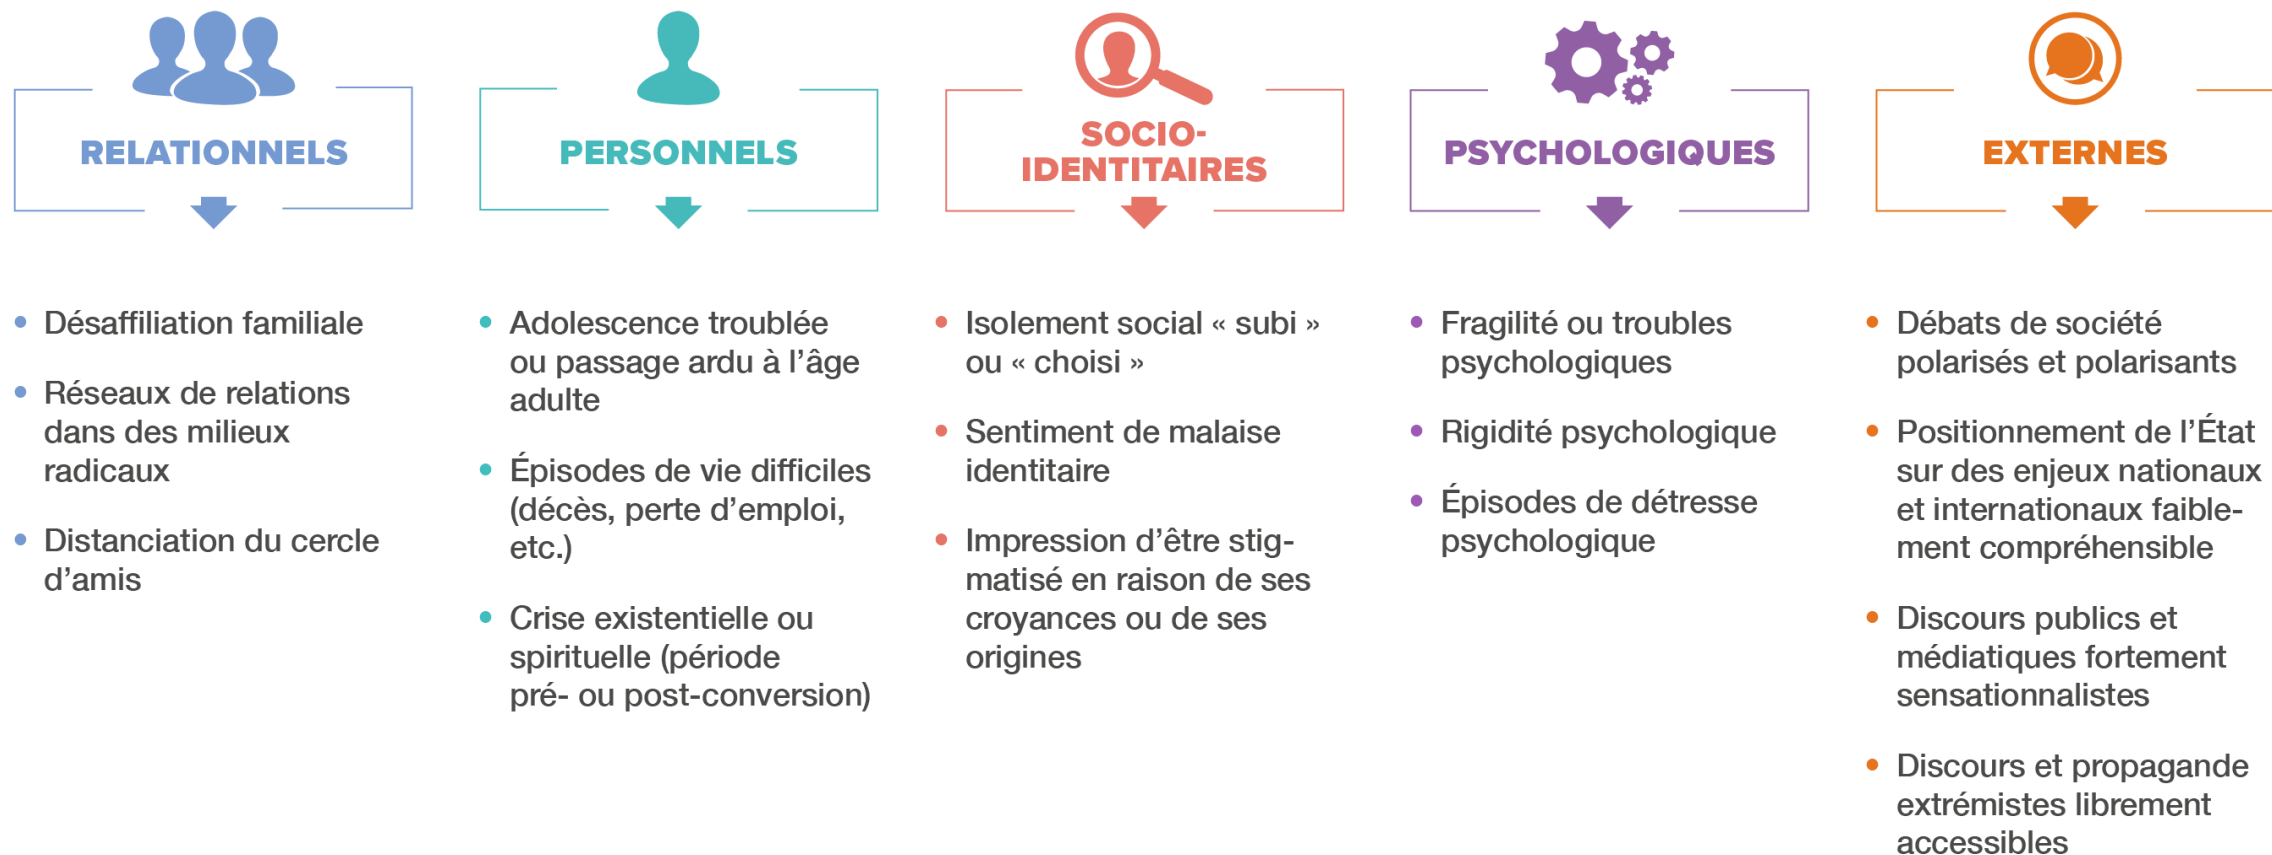 RELATIONNELS
Désaffiliation familiale
Réseaux de relations
dans des milieux
radicaux
Distanciation du cercle
d’amis
PERSONNELS
Adolescence troublée
ou passage ardu à l’âge
adulte
Épisodes de vie difficiles
(décès, perte d’emploi,
etc.)
Crise existentielle ou
spirituelle (période
pré- ou post-conversion)
SOCIO-
IDENTITAIRES
Isolement social « subi »
ou « choisi »
Sentiment de malaise
identitaire
Impression d’être stig-
matisé en raison de ses
croyances ou de ses
origines
PSYCHOLOGIQUES
Fragilité ou troubles
psychologiques
Rigidité psychologique
Épisodes de détresse
psychologique
EXTERNES
Débats de société
polarisés et polarisants
Positionnement de l’État
sur des enjeux nationaux
et internationaux faible-
ment compréhensible
Discours publics et
médiatiques fortement
sensationnalistes
Discours et propagande
extrémistes librement
accessibles